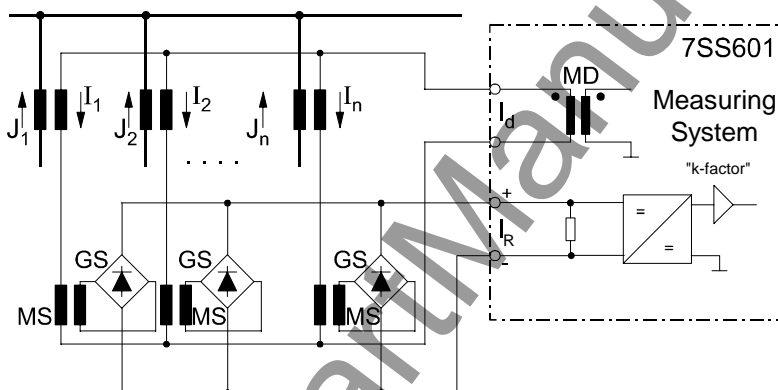 7SS601
MD
Measuring
System
"k-factor"
J1 I1 J2 I2 Jn In
. . . .
Id
+
IR
-
=
=
GS GS GS
MS MS MS